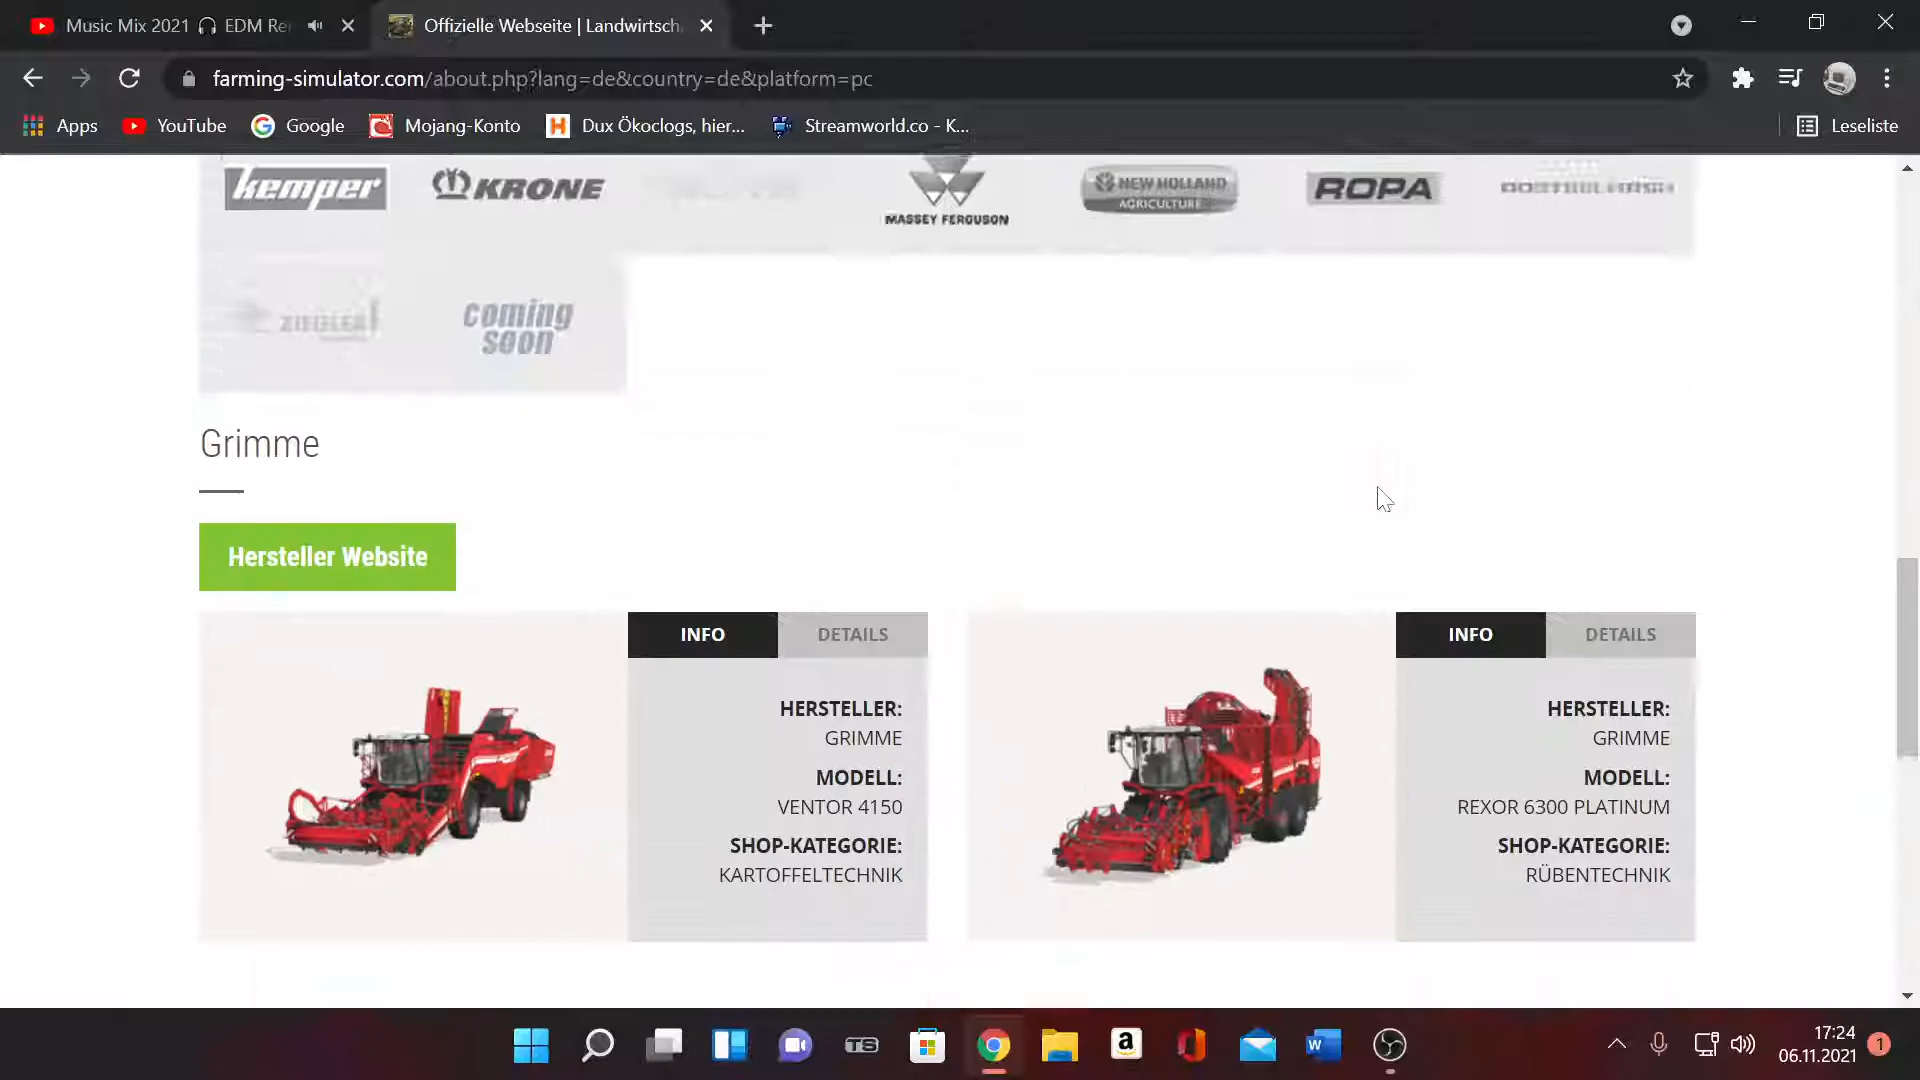 Music Mix 2021 🎧 EDM Re
Offizielle Webseite | Landwirtsch
farming-simulator.com/about.php?lang=de&country=de&platform=pc
Apps
YouTube
Google
Mojang-Konto
Dux Ökoclogs, hier...
Streamworld.co - K...
Leseliste
kemper
KRONE
MASSEY FERGUSON
NEW HOLLAND
AGRICULTURE
ROPA
ZIEGLER
coming
soon
Grimme
Hersteller Website
INFO
DETAILS
HERSTELLER:
GRIMME
MODELL:
VENTOR 4150
SHOP-KATEGORIE:
KARTOFFELTECHNIK
INFO
DETAILS
HERSTELLER:
GRIMME
MODELL:
REXOR 6300 PLATINUM
SHOP-KATEGORIE:
RÜBENTECHNIK
TS
a
W
17:24
06.11.2021
1